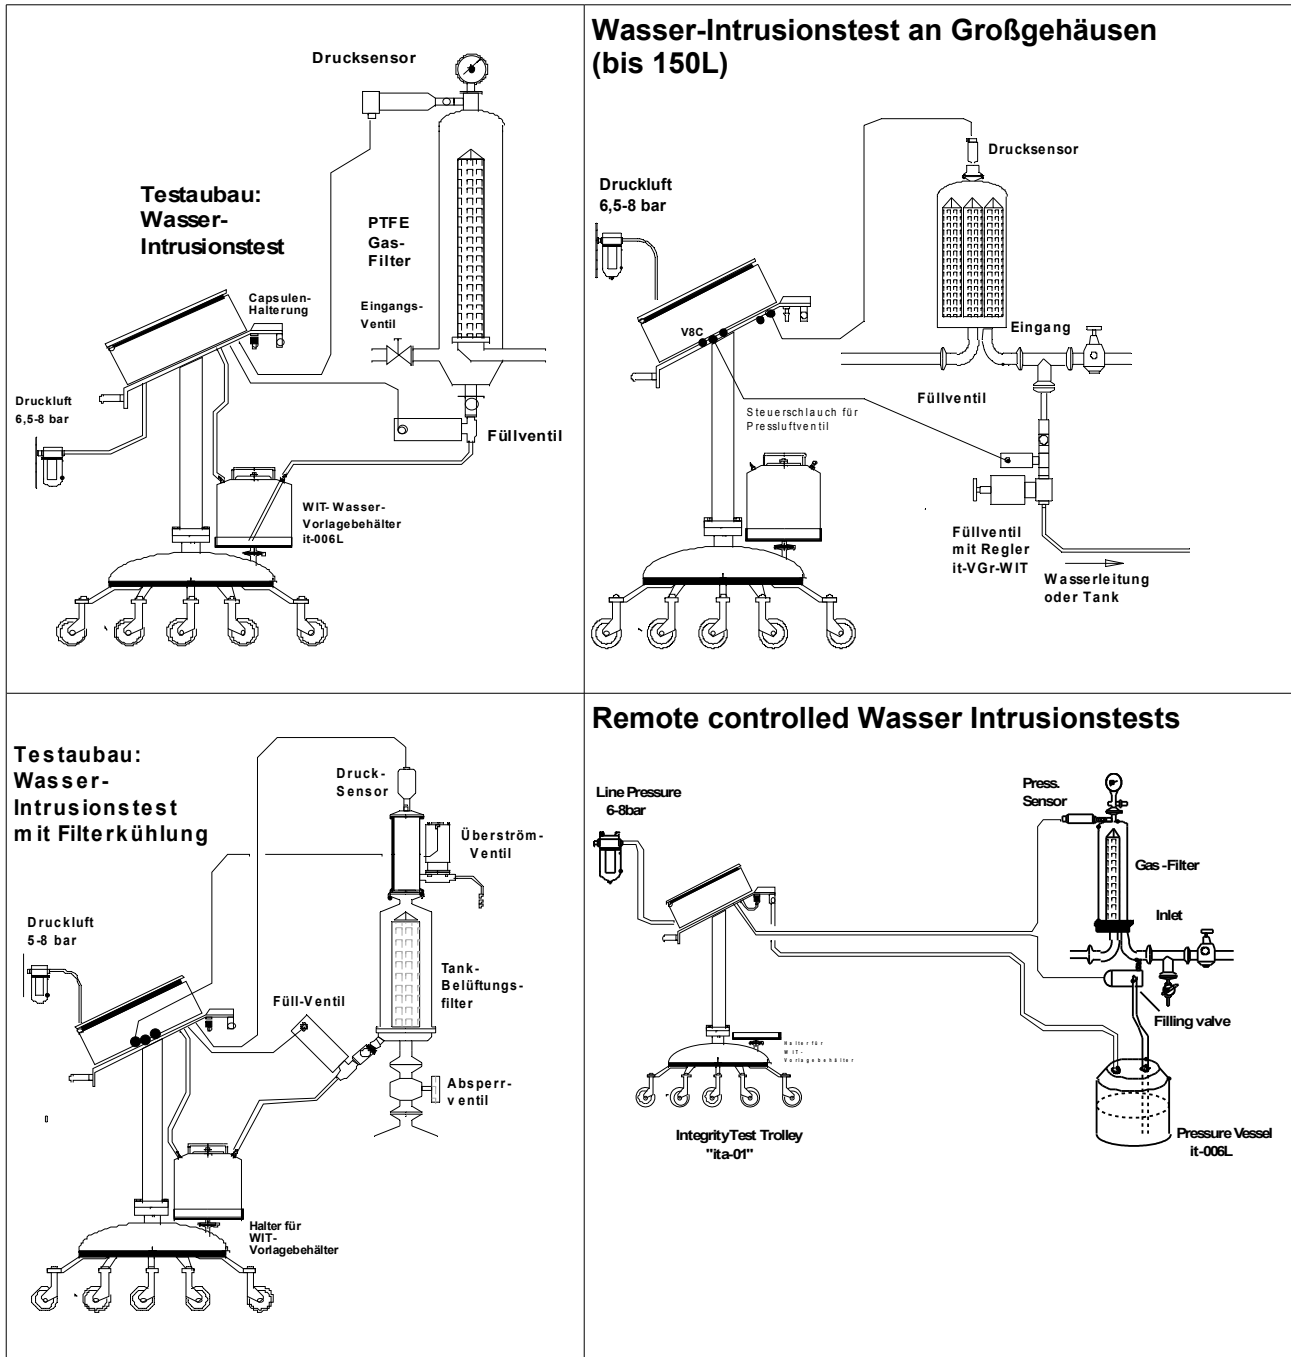 Drucksensor
Testaubau:
Wasser-
Intrusionstest
PTFE
Gas-
Filter
Capsulen-
Halterung
Eingangs-
Ventil
Druckluft
6,5-8 bar
Füllventil
WIT- Wasser-
Vorlagebehälter
it-006L
Wasser-Intrusionstest an Großgehäusen
(bis 150L)
Drucksensor
Druckluft
6,5-8 bar
V8C
Eingang
Füllventil
Steuerschlauch für
Pressluftventil
Füllventil
mit Regler
it-VGr-WIT
Wasserleitung
oder Tank
Testaubau:
Wasser-
Intrusionstest
mit Filterkühlung
Druck-
Sensor
Überström-
Ventil
Druckluft
5-8 bar
Füll-Ventil
Tank-
Belüftungs-
filter
Absperr-
ventil
Halter für
WIT-
Vorlagebehälter
Remote controlled Wasser Intrusionstests
Line Pressure
6-8bar
Press.
Sensor
Gas -Filter
Inlet
Filling valve
Halter für
WIT-
Vorlagebehälter
IntegrityTest Trolley
"ita-01"
Pressure Vessel
it-006L